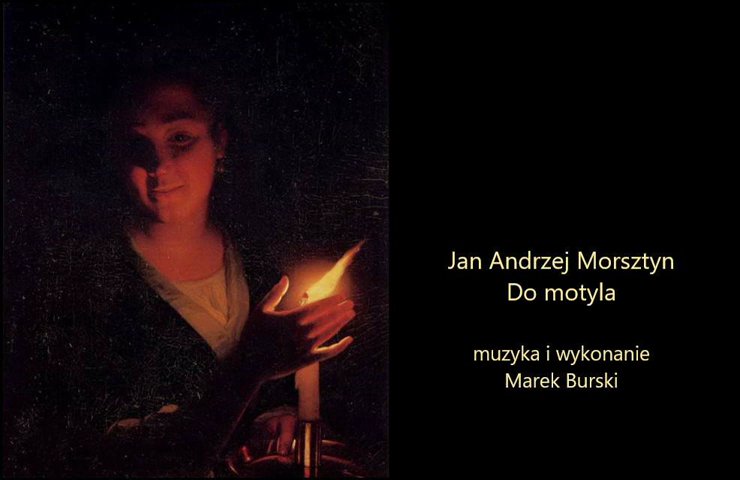 Jan Andrzej Morsztyn
Do motyla
muzyka i wykonanie
Marek Burski